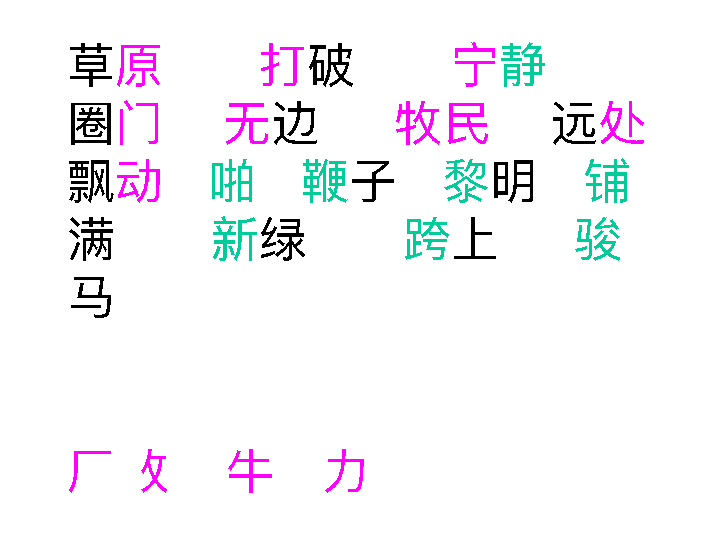 草原 打破 宁静
圈门 无边 牧民 远处
飘动 啪 鞭子 黎明 铺
满 新绿 跨上 骏
马
厂 攵 牛 力